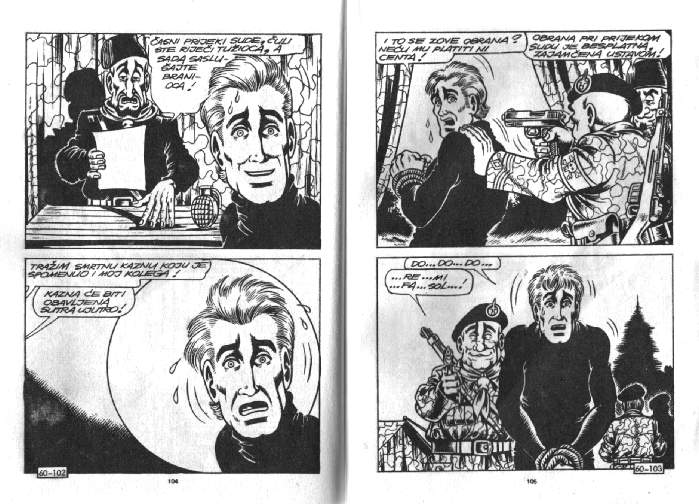 ČASNI PRIJEKI SUDE, ČULI
STE RIJEČI TUŽIOCA, A
SADA SASLU-
ŠAJTE
BRANI-
OCA!
TRAŽIM SMRTNU KAZNU KOJU JE
SPOMENUO I MOJ KOLEGA!
KAZNA ĆE BITI
OBAVLJENA
SUTRA UJUTRO!
60-102
104
I TO SE ZOVE OBRANA?
NEĆU MU PLATITI NI
CENTA!
OBRANA PRI PRIJEKOM
SUDU JE BESPLATNA,
ZAJAMČENA USTAVOM!
DO...DO...DO...
...RE...MI
...FA...SOL...!
60-103
105